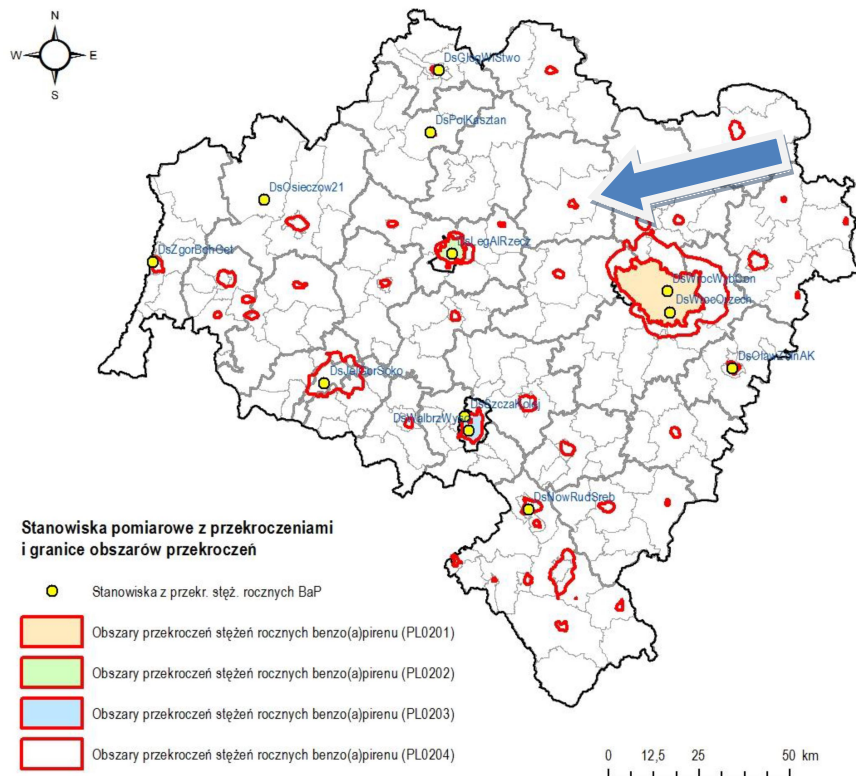 N
W E
S
DsGlogWiStwo
DsPolKasztan
DsOsieczow21
DsZgorBohGet
DsLegAlRzecz
DsWrocWybCon
DsWrocOrzech
DsOlawZolnAK
DsJelGorSoko
DsSzczaKolej
DsWalbrzWyso
DsNowRudSreb
Stanowiska pomiarowe z przekroczeniami
i granice obszarów przekroczeń
Stanowiska z przekr. stęż. rocznych BaP
Obszary przekroczeń stężeń rocznych benzo(a)pirenu (PL0201)
Obszary przekroczeń stężeń rocznych benzo(a)pirenu (PL0202)
Obszary przekroczeń stężeń rocznych benzo(a)pirenu (PL0203)
Obszary przekroczeń stężeń rocznych benzo(a)pirenu (PL0204)
0 12,5 25 50 km